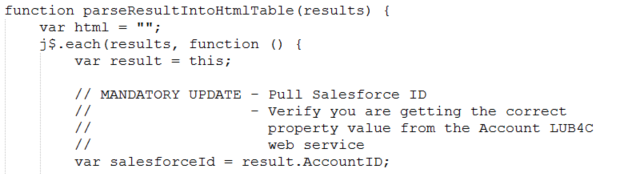 function parseResultIntoHtmlTable(results) {
    var html = "";
    j$.each(results, function () {
        var result = this;

        // MANDATORY UPDATE - Pull Salesforce ID
        //                  - Verify you are getting the correct
        //                    property value from the Account LUB4C
        //                    web service
        var salesforceId = result.AccountID;